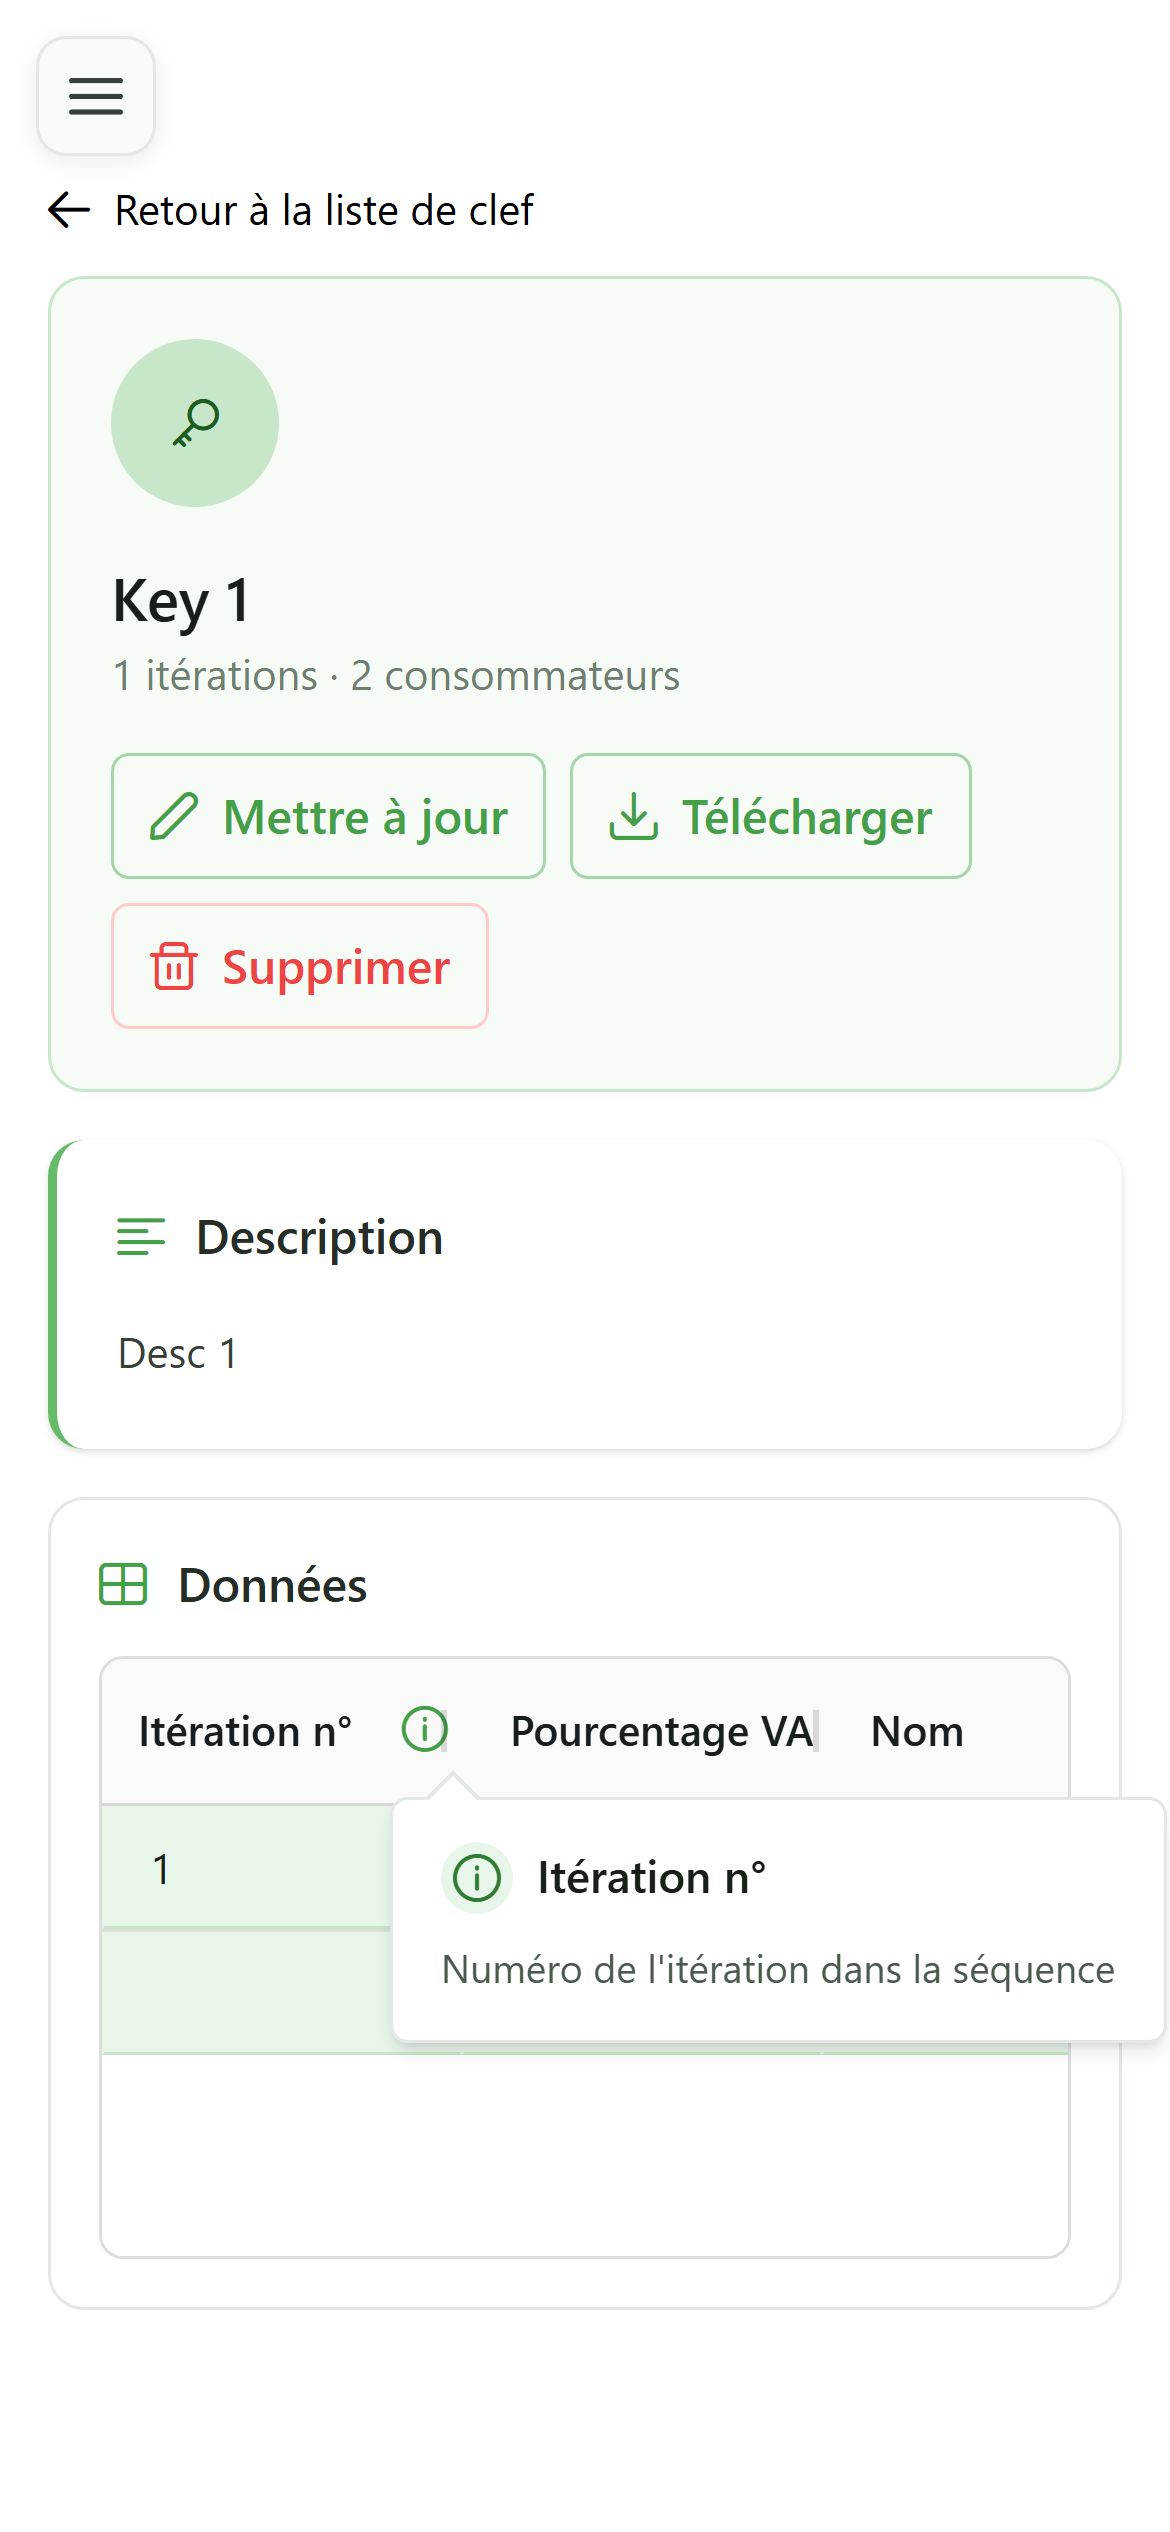 Retour à la liste de clef
Key 1
1 itérations · 2 consommateurs
Mettre à jour
Télécharger
Supprimer
Description
Desc 1
Données
Itération n° Pourcentage VA Nom
1
Itération n°
Numéro de l'itération dans la séquence